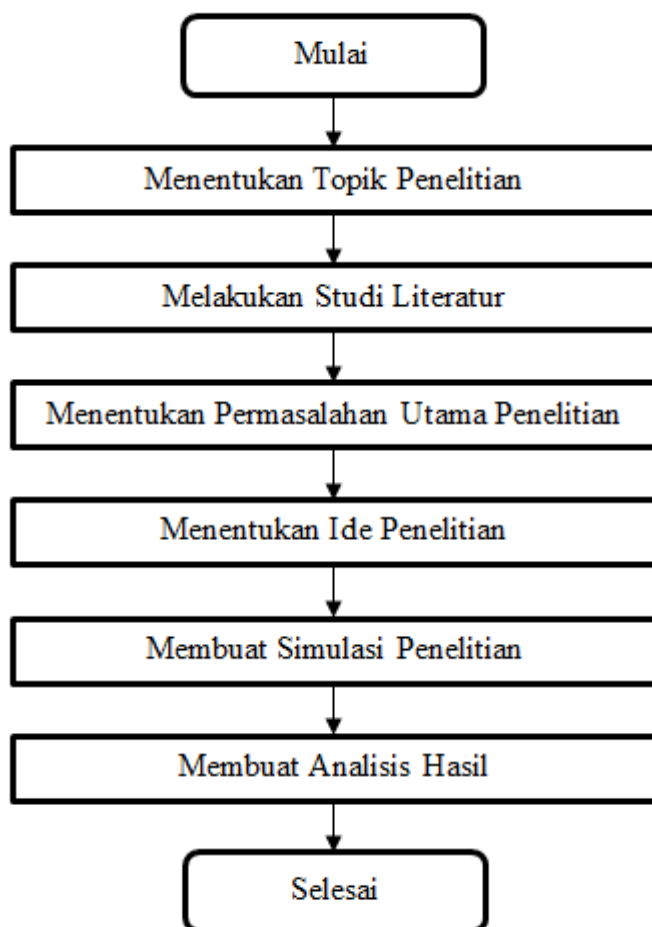 Mulai
Menentukan Topik Penelitian
Melakukan Studi Literatur
Menentukan Permasalahan Utama Penelitian
Menentukan Ide Penelitian
Membuat Simulasi Penelitian
Membuat Analisis Hasil
Selesai